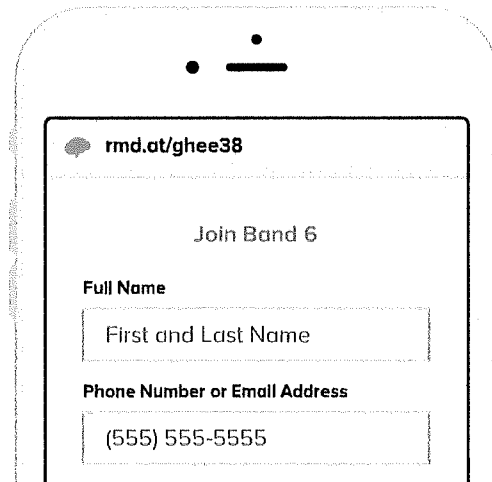 rmd.at/ghee38
Join Band 6
Full Name
First and Last Name
Phone Number or Email Address
(555) 555-5555